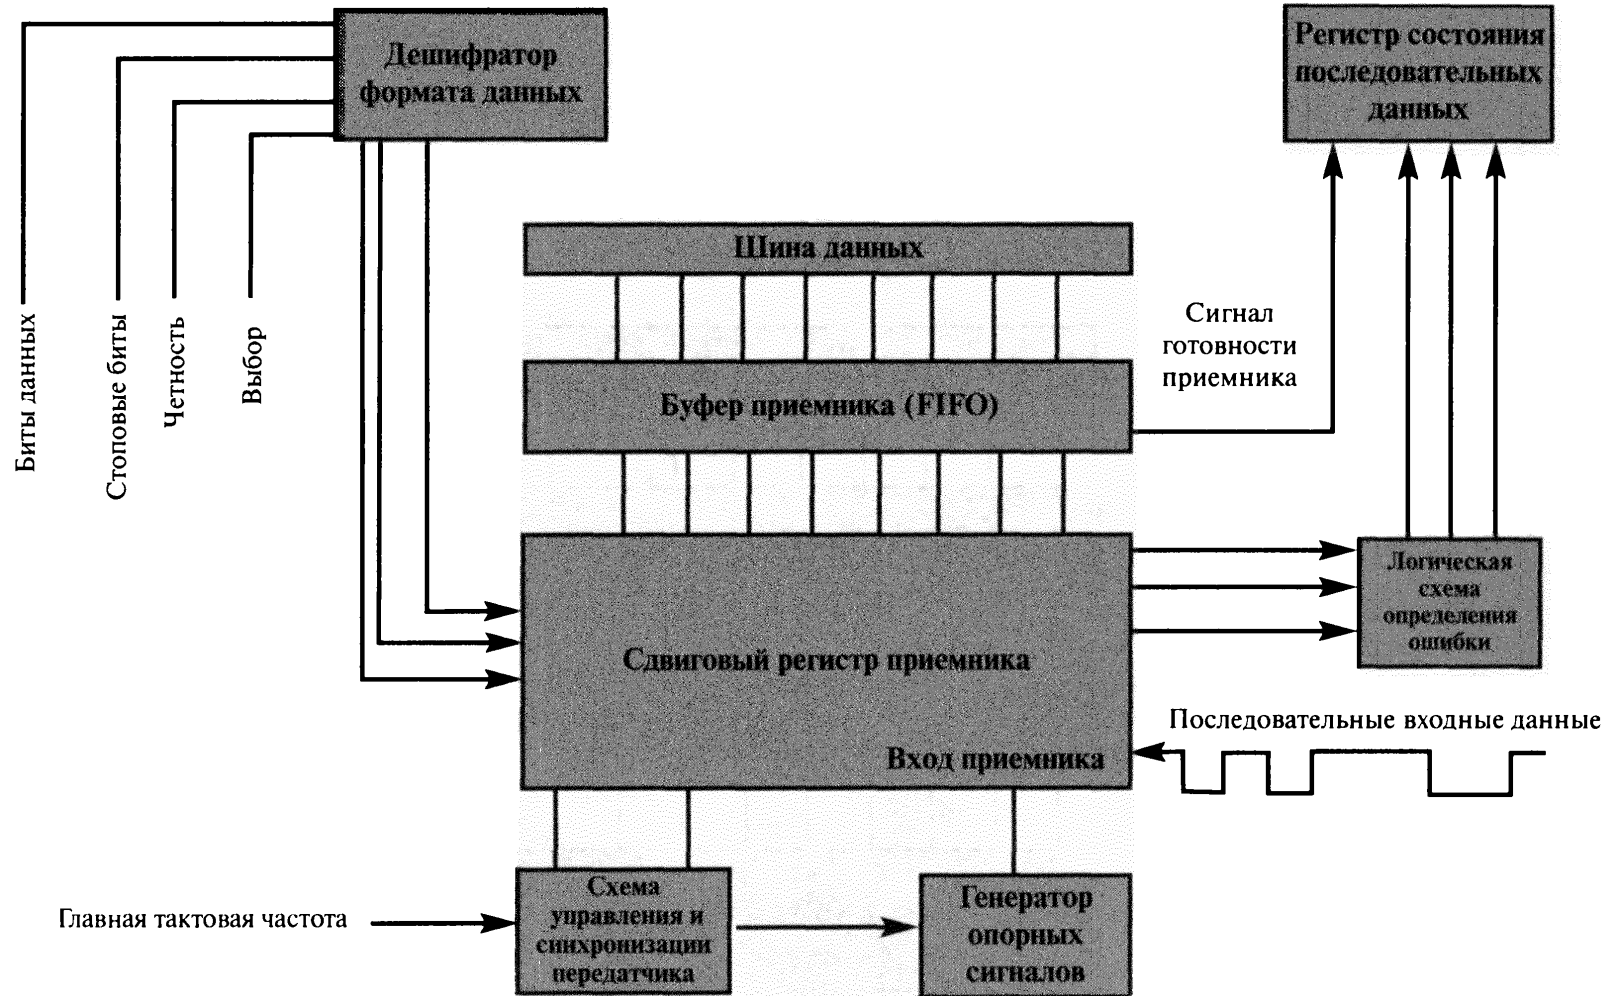 Дешифратор
формата данных
Регистр состояния
последовательных
данных
Биты данных
Стоповые биты
Четность
Выбор
Шина данных
Сигнал
готовности
приемника
Буфер приемника (FIFO)
Логическая
схема
определения
ошибки
Сдвиговый регистр приемника
Последовательные входные данные
Вход приемника
Главная тактовая частота
Схема
управления и
синхронизации
передатчика
Генератор
опорных
сигналов